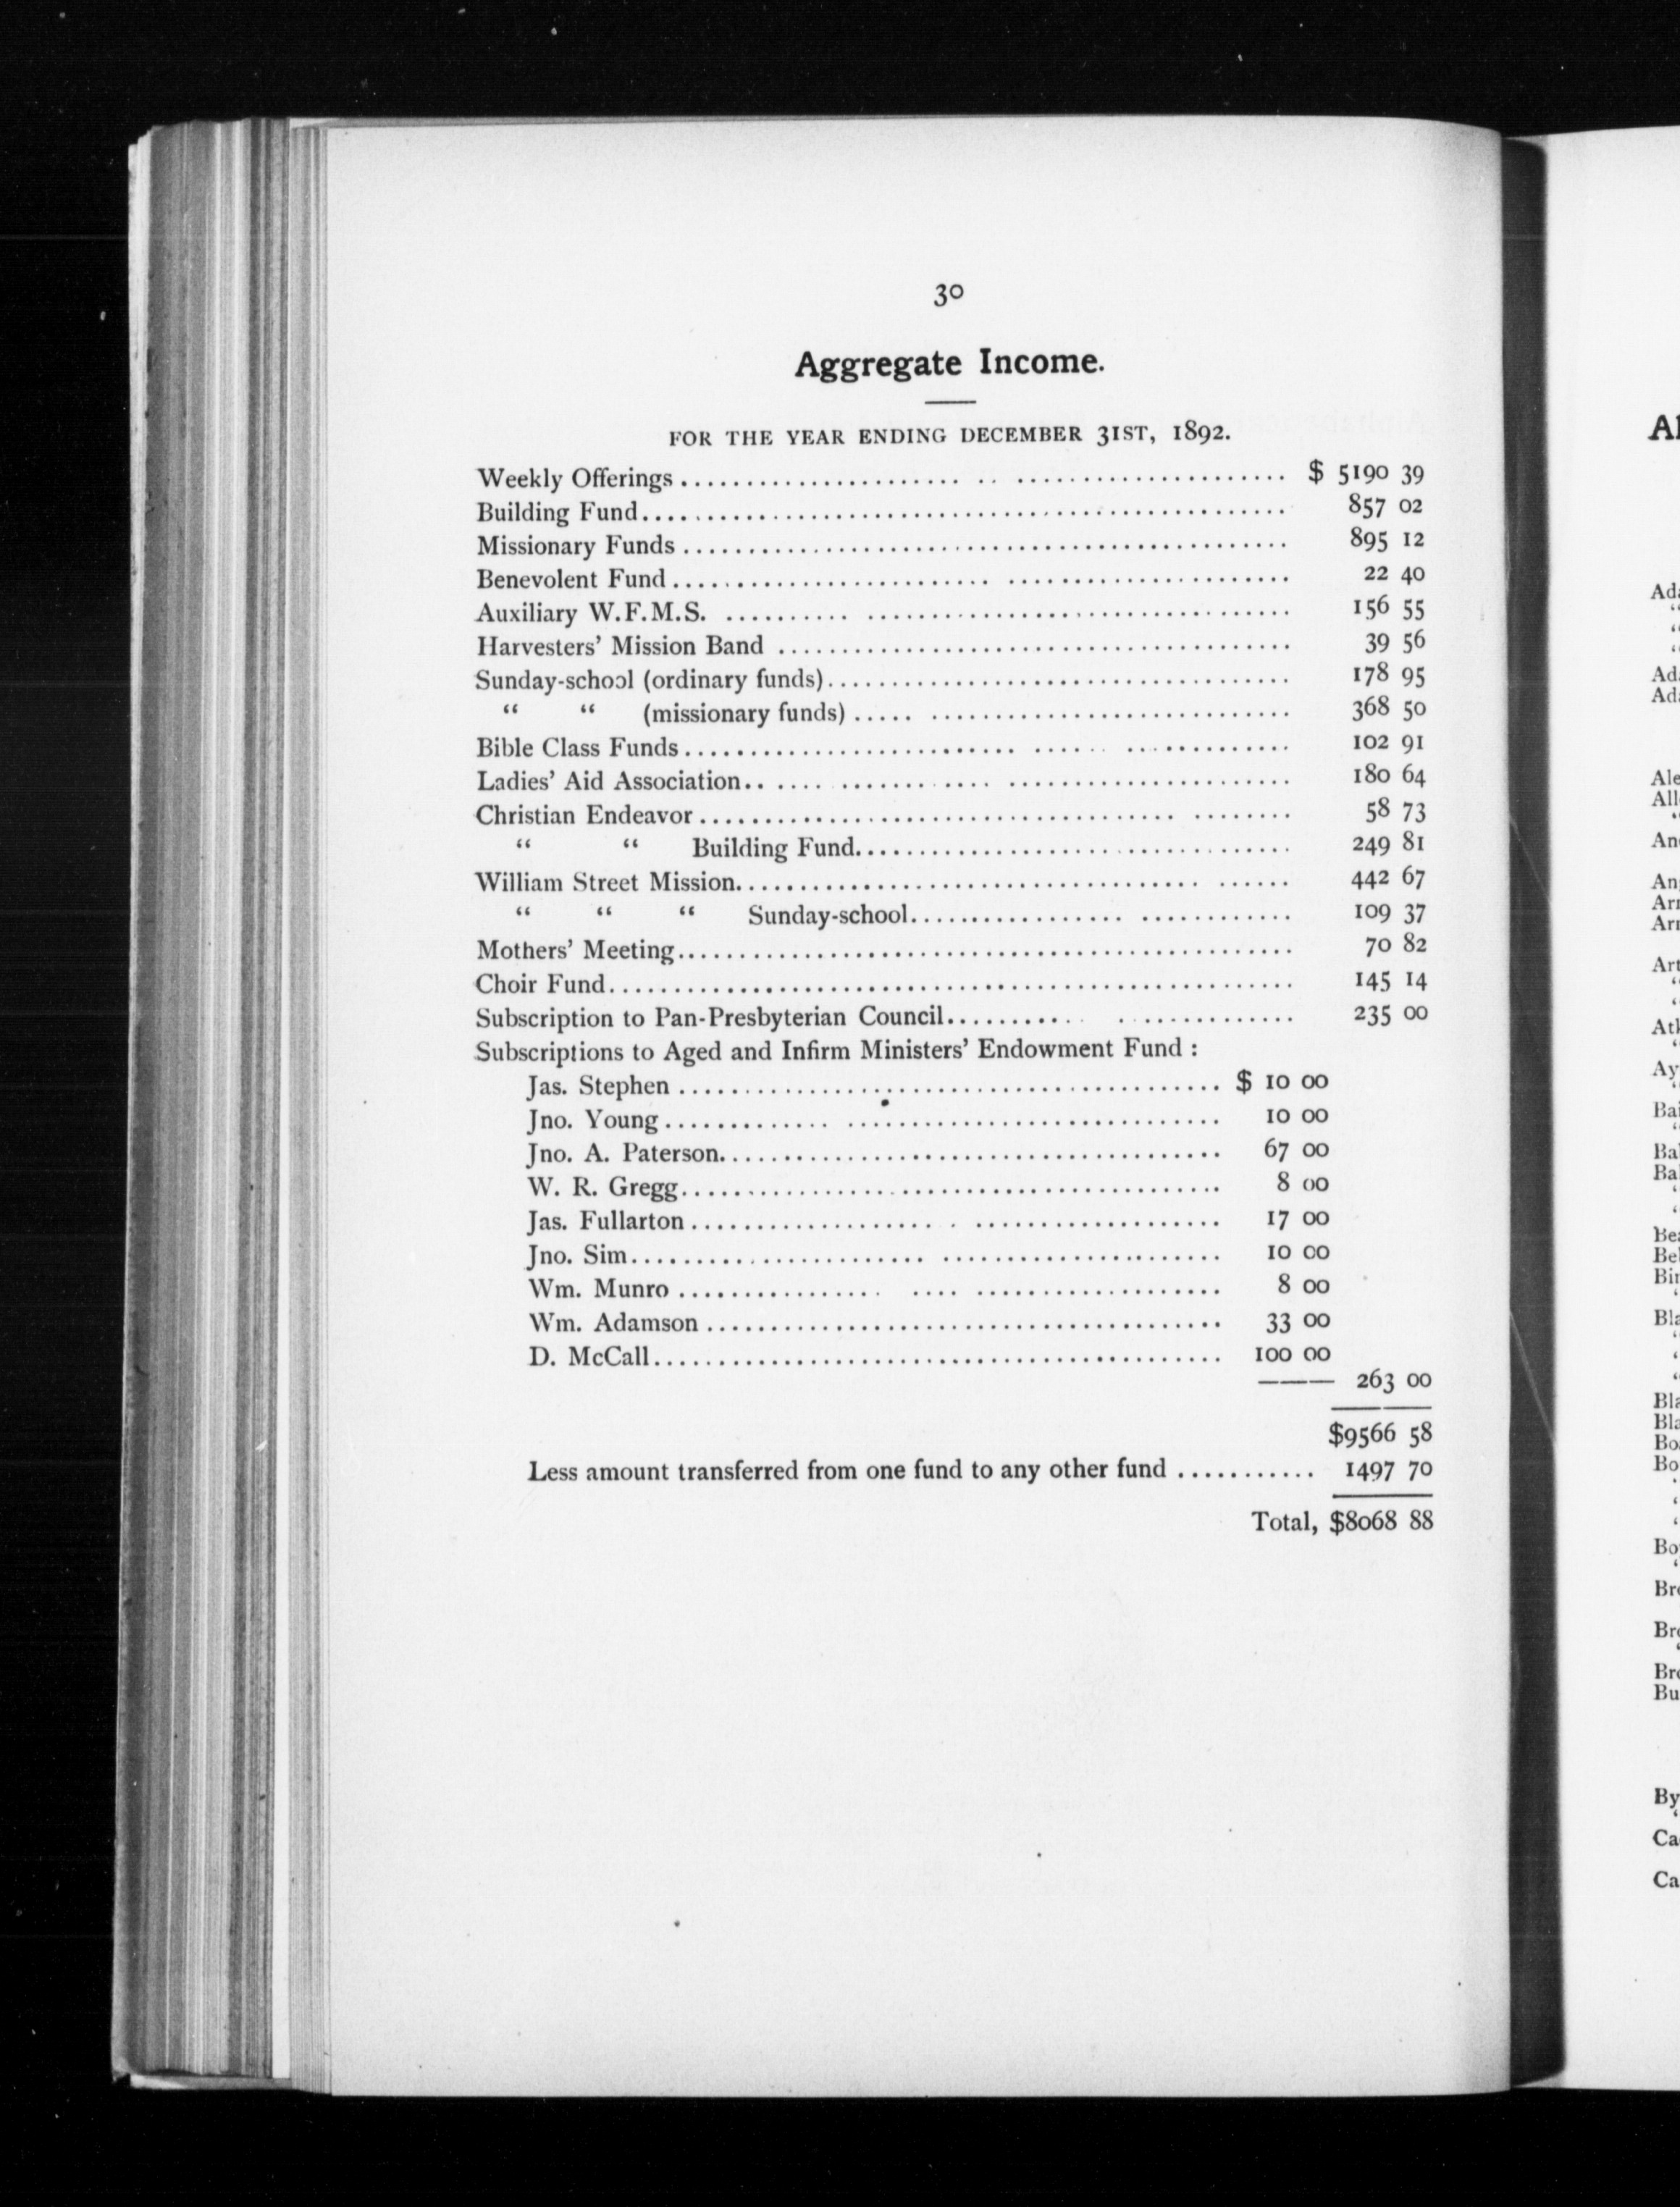 30
Aggregate Income.
FOR THE YEAR ENDING DECEMBER 31ST, 1892.
Weekly Offerings $ 5190 39
Building Fund 857 02
Missionary Funds 895 12
Benevolent Fund 22 40
Auxiliary W.F.M.S. 156 55
Harvesters' Mission Band 39 56
Sunday-school (ordinary funds) 178 95
“ “ (missionary funds) 368 50
Bible Class Funds 102 91
Ladies' Aid Association 180 64
Christian Endeavor 58 73
“ “ Building Fund 249 81
William Street Mission 442 67
“ “ “ Sunday-school 109 37
Mothers' Meeting 70 82
Choir Fund 145 14
Subscription to Pan-Presbyterian Council 235 00
Subscriptions to Aged and Infirm Ministers' Endowment Fund :
Jas. Stephen $ 10 00
Jno. Young 10 00
Jno. A. Paterson 67 00
W. R. Gregg 8 00
Jas. Fullarton 17 00
Jno. Sim 10 00
Wm. Munro 8 00
Wm. Adamson 33 00
D. McCall 100 00
——— 263 00
$9566 58
Less amount transferred from one fund to any other fund 1497 70
Total, $8068 88